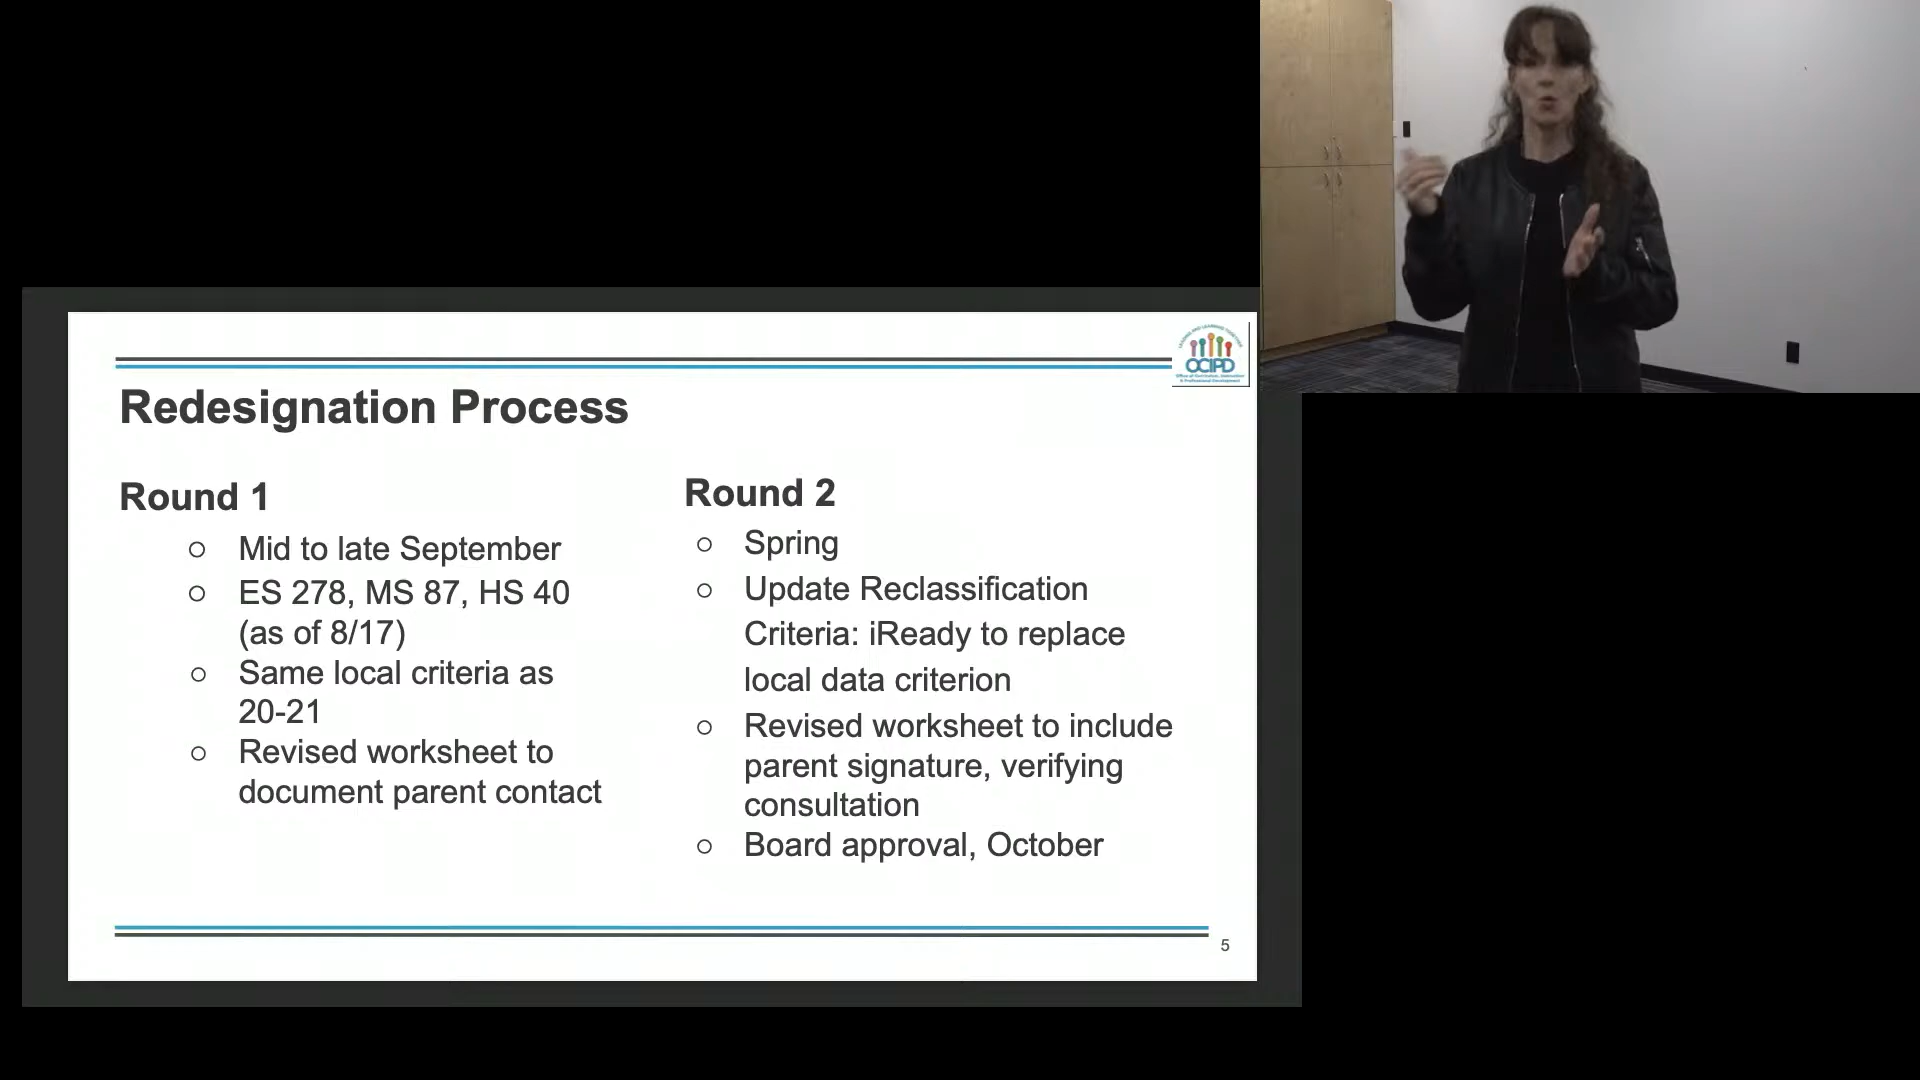 OCIPD
Redesignation Process
Round 1
Mid to late September
ES 278, MS 87, HS 40
(as of 8/17)
Same local criteria as
20-21
Revised worksheet to
document parent contact
Round 2
Spring
Update Reclassification
Criteria: iReady to replace
local data criterion
Revised worksheet to include
parent signature, verifying
consultation
Board approval, October
5